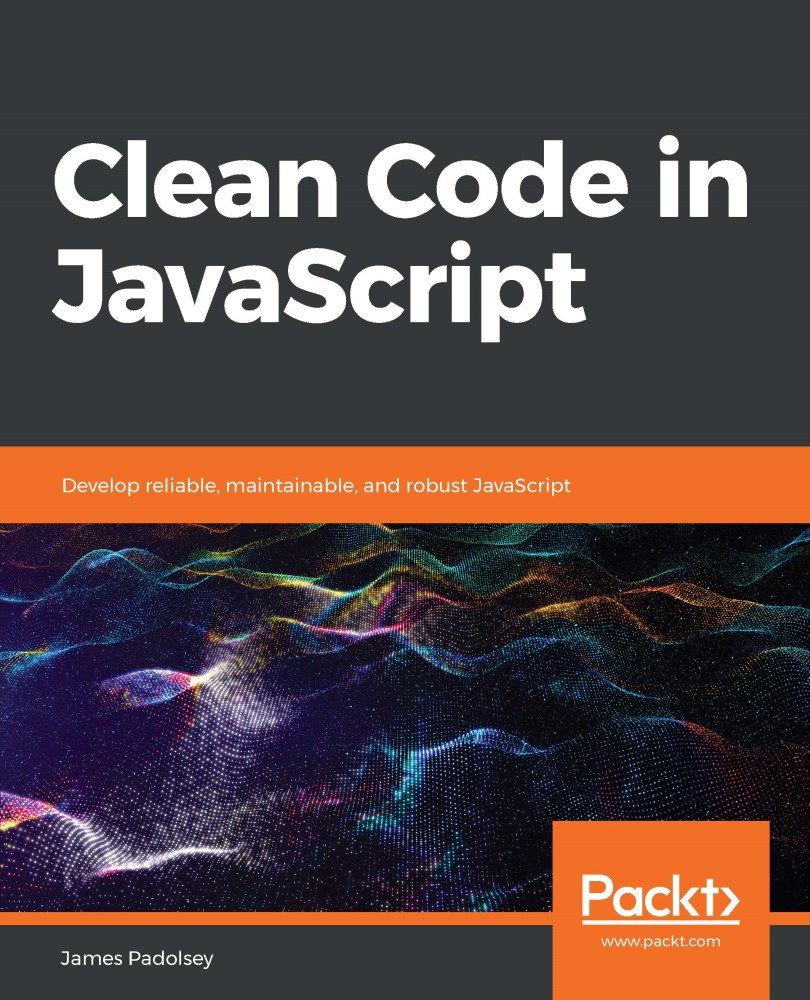 Clean Code in
JavaScript
Develop reliable, maintainable, and robust JavaScript
Packt>
www.packt.com
James Padolsey